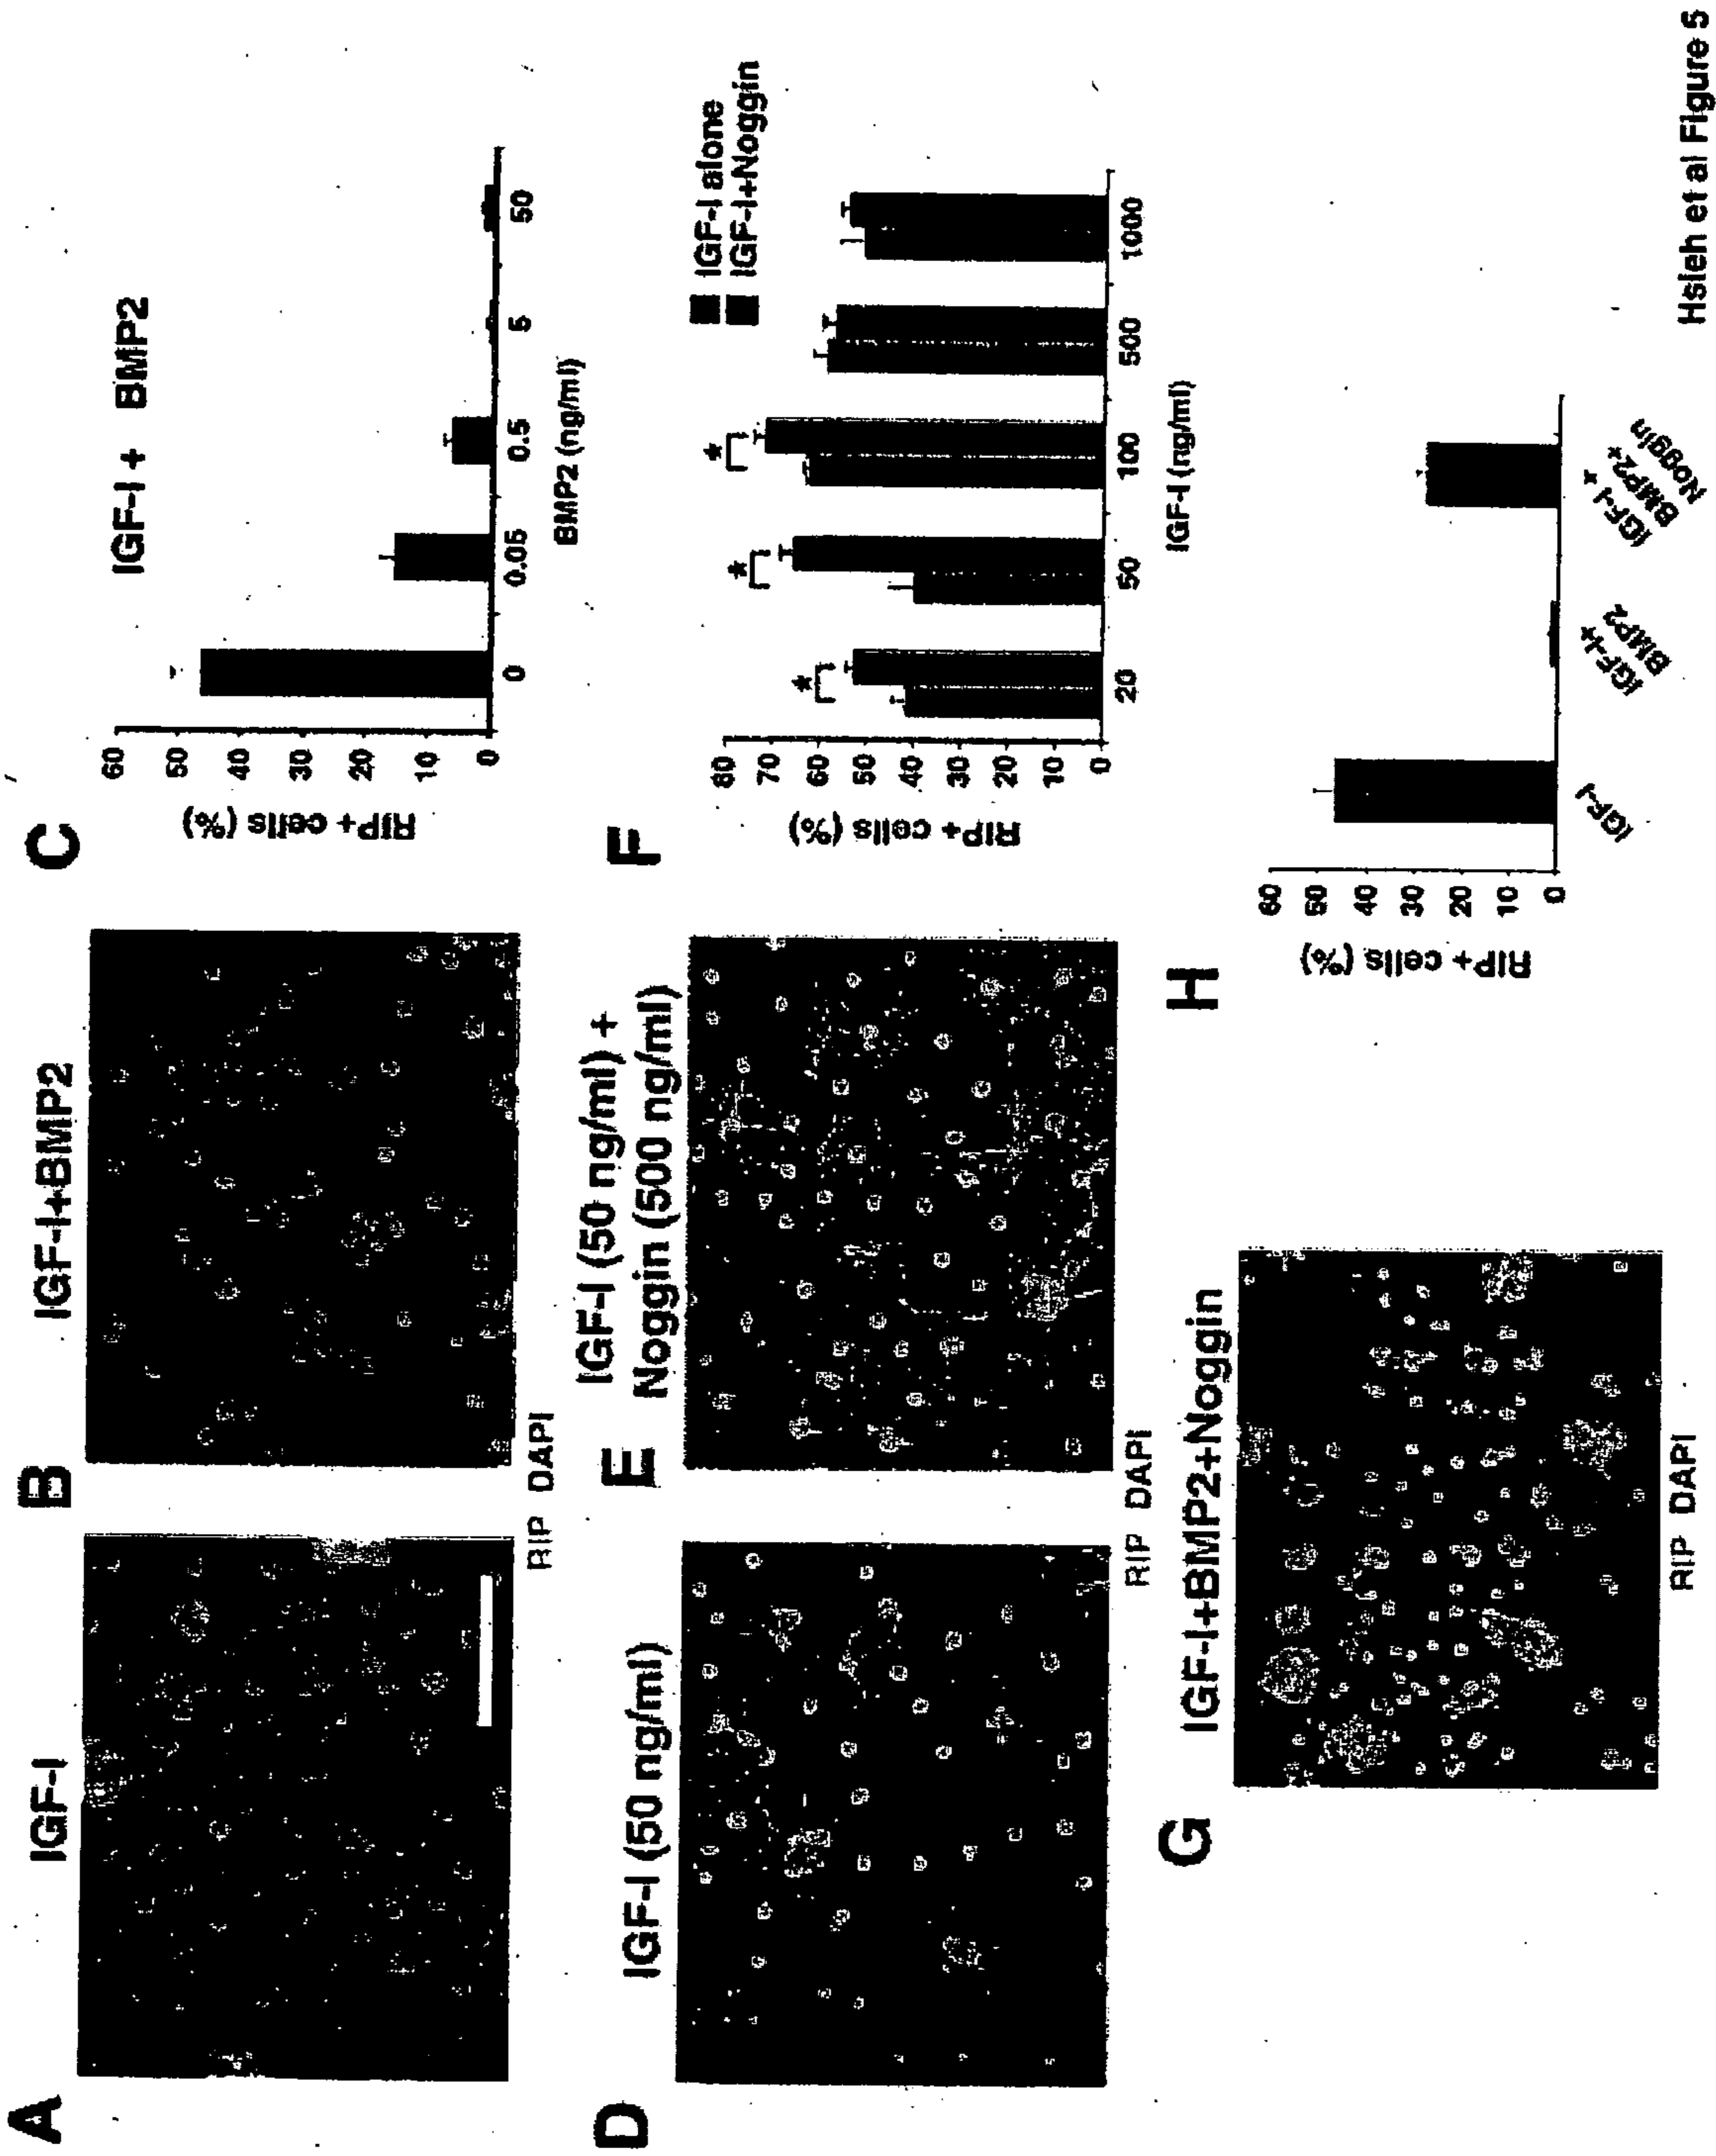 A
IGF-I
B
IGF-I+BMP2
RIP DAPI
C
IGF-I + BMP2
RIP+ cells (%)
60
50
40
30
20
10
0
0
0.05
0.5
5
50
BMP2 (ng/ml)
D
IGF-I (50 ng/ml)
E
IGF-I (50 ng/ml) +
Noggin (500 ng/ml)
RIP DAPI
F
IGF-I alone
IGF-I+Noggin
RIP+ cells (%)
80
70
60
50
40
30
20
10
0
*
*
*
20
50
100
500
1000
IGF-I (ng/ml)
G
IGF-I+BMP2+Noggin
RIP DAPI
H
RIP+ cells (%)
60
50
40
30
20
10
0
IGF-I
IGF-I+
BMP2
IGF-I +
BMP2+
Noggin
Hsieh et al Figure 5